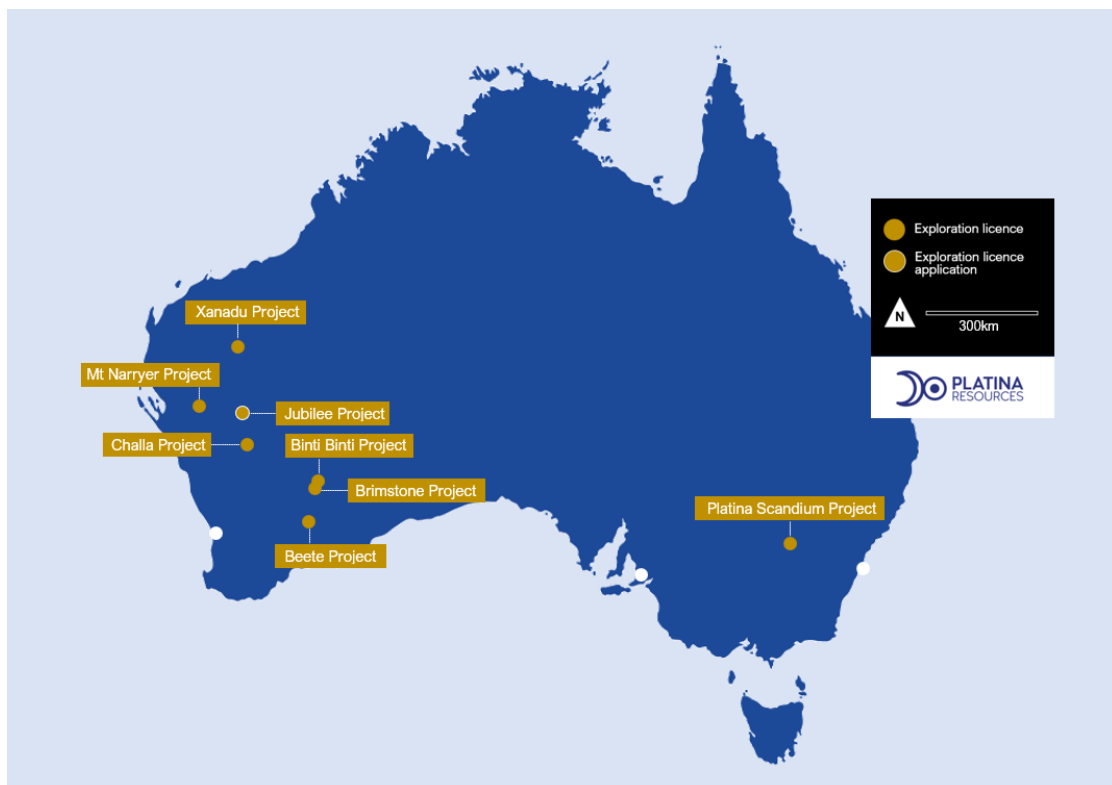 Exploration licence
Exploration licence
application
N
300km
PLATINA
RESOURCES
Xanadu Project
Mt Narryer Project
Jubilee Project
Challa Project
Binti Binti Project
Brimstone Project
Platina Scandium Project
Beete Project